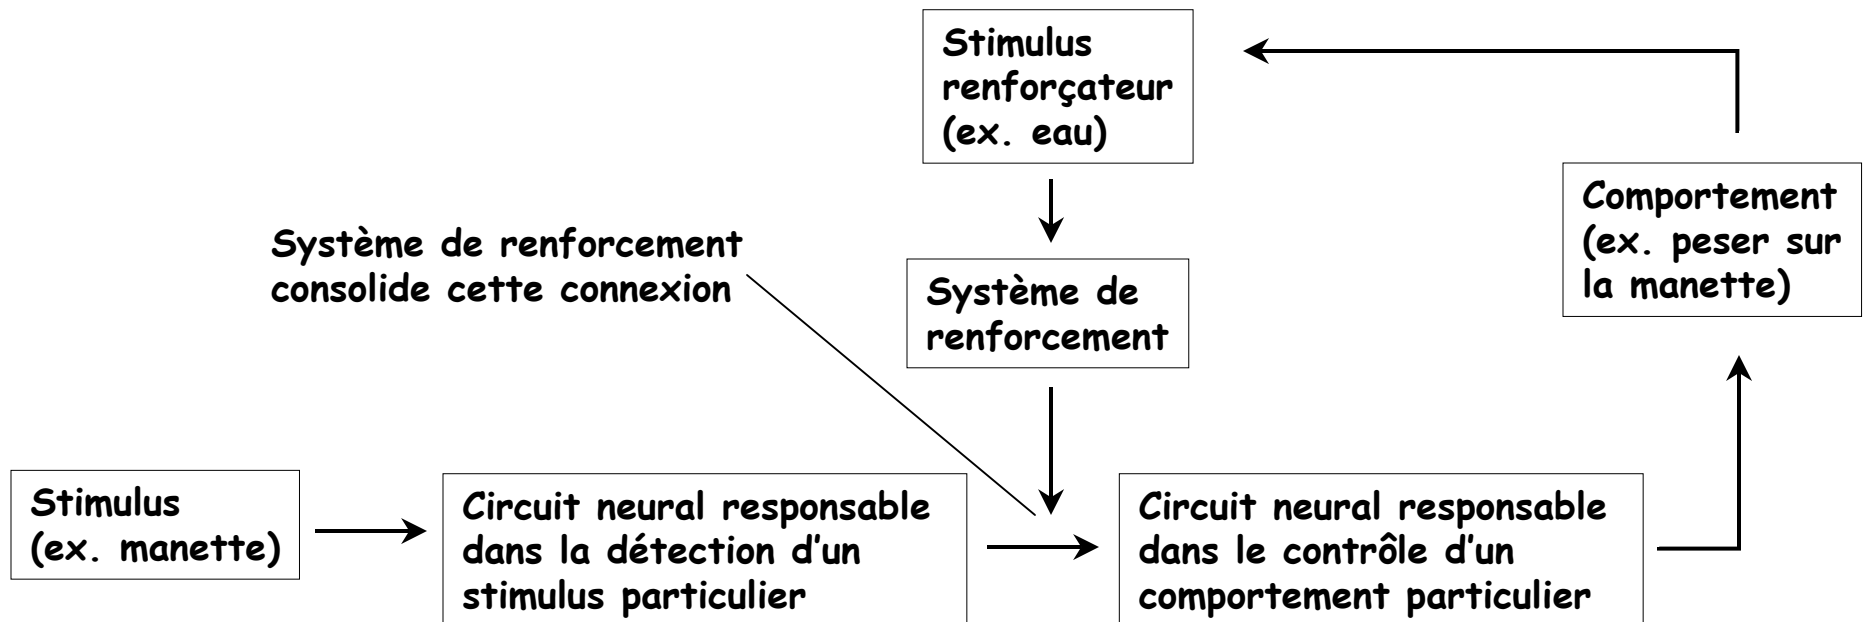 Stimulus
renforçateur
(ex. eau)
Comportement
(ex. peser sur
la manette)
Système de renforcement
consolide cette connexion
Système de
renforcement
Stimulus
(ex. manette)
Circuit neural responsable
dans la détection d’un
stimulus particulier
Circuit neural responsable
dans le contrôle d’un
comportement particulier